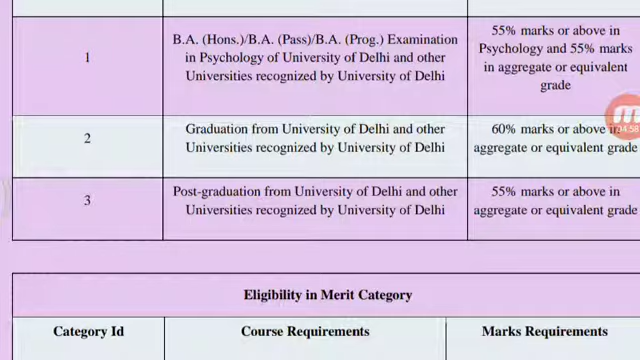 1
B.A. (Hons.)/B.A. (Pass)/B.A. (Prog.) Examination
in Psychology of University of Delhi and other
Universities recognized by University of Delhi
55% marks or above in
Psychology and 55% marks
in aggregate or equivalent
grade
2
Graduation from University of Delhi and other
Universities recognized by University of Delhi
60% marks or above in
aggregate or equivalent grade
3
Post-graduation from University of Delhi and other
Universities recognized by University of Delhi
55% marks or above in
aggregate or equivalent grade
04:58
Eligibility in Merit Category
Category Id Course Requirements Marks Requirements